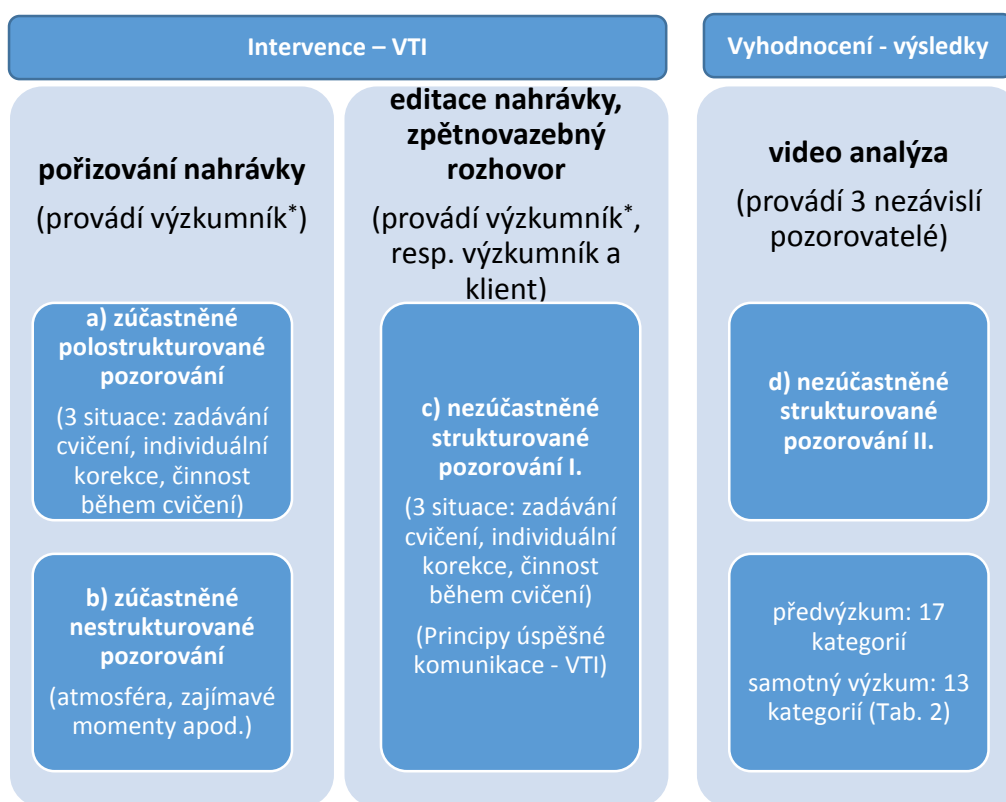 Intervence – VTI
Vyhodnocení - výsledky
pořizování nahrávky
(provádí výzkumník*)
a) zúčastněné
polostrukturované
pozorování
(3 situace: zadávání
cvičení, individuální
korekce, činnost
během cvičení)
b) zúčastněné
nestrukturované
pozorování
(atmosféra, zajímavé
momenty apod.)
editace nahrávky,
zpětnovazebný
rozhovor
(provádí výzkumník*,
resp. výzkumník a
klient)
c) nezúčastněné
strukturované
pozorování I.
(3 situace: zadávání
cvičení, individuální
korekce, činnost
během cvičení)
(Principy úspěšné
komunikace - VTI)
video analýza
(provádí 3 nezávislí
pozorovatelé)
d) nezúčastněné
strukturované
pozorování II.
předvýzkum: 17
kategorií
samotný výzkum: 13
kategorií (Tab. 2)